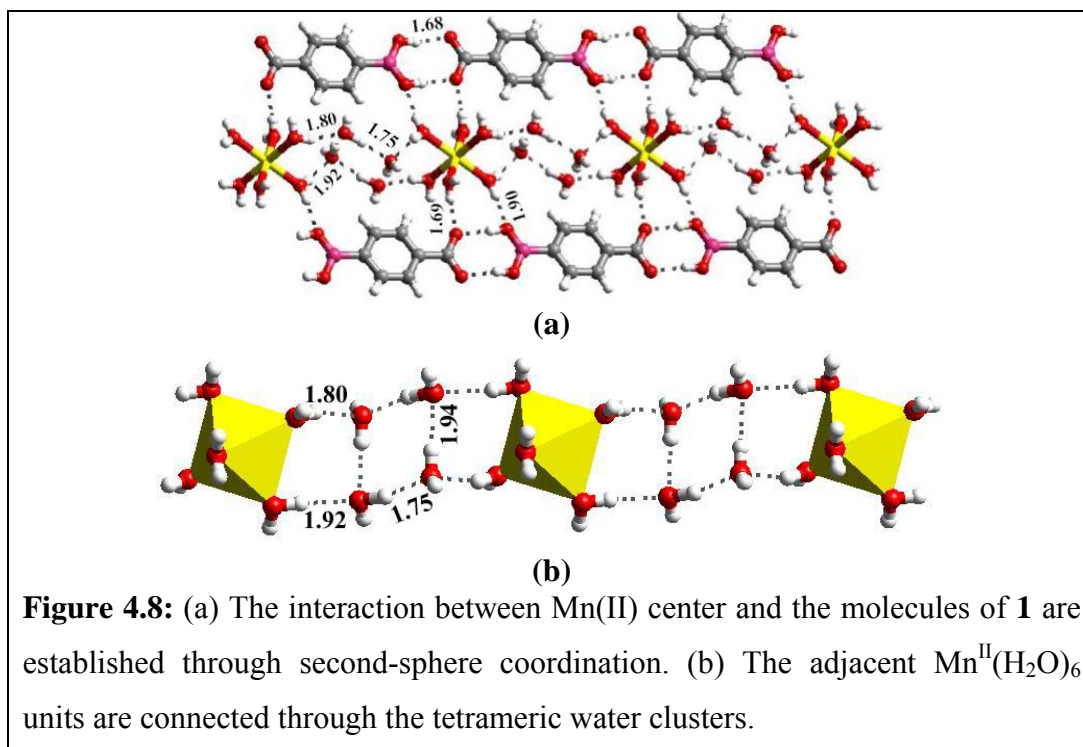 1.68
1.80
1.75
1.92
1.69
1.90
(a)
1.80
1.94
1.92
1.75
(b)
Figure 4.8: (a) The interaction between Mn(II) center and the molecules of 1 are
established through second-sphere coordination. (b) The adjacent Mn^II(H₂O)₆
units are connected through the tetrameric water clusters.